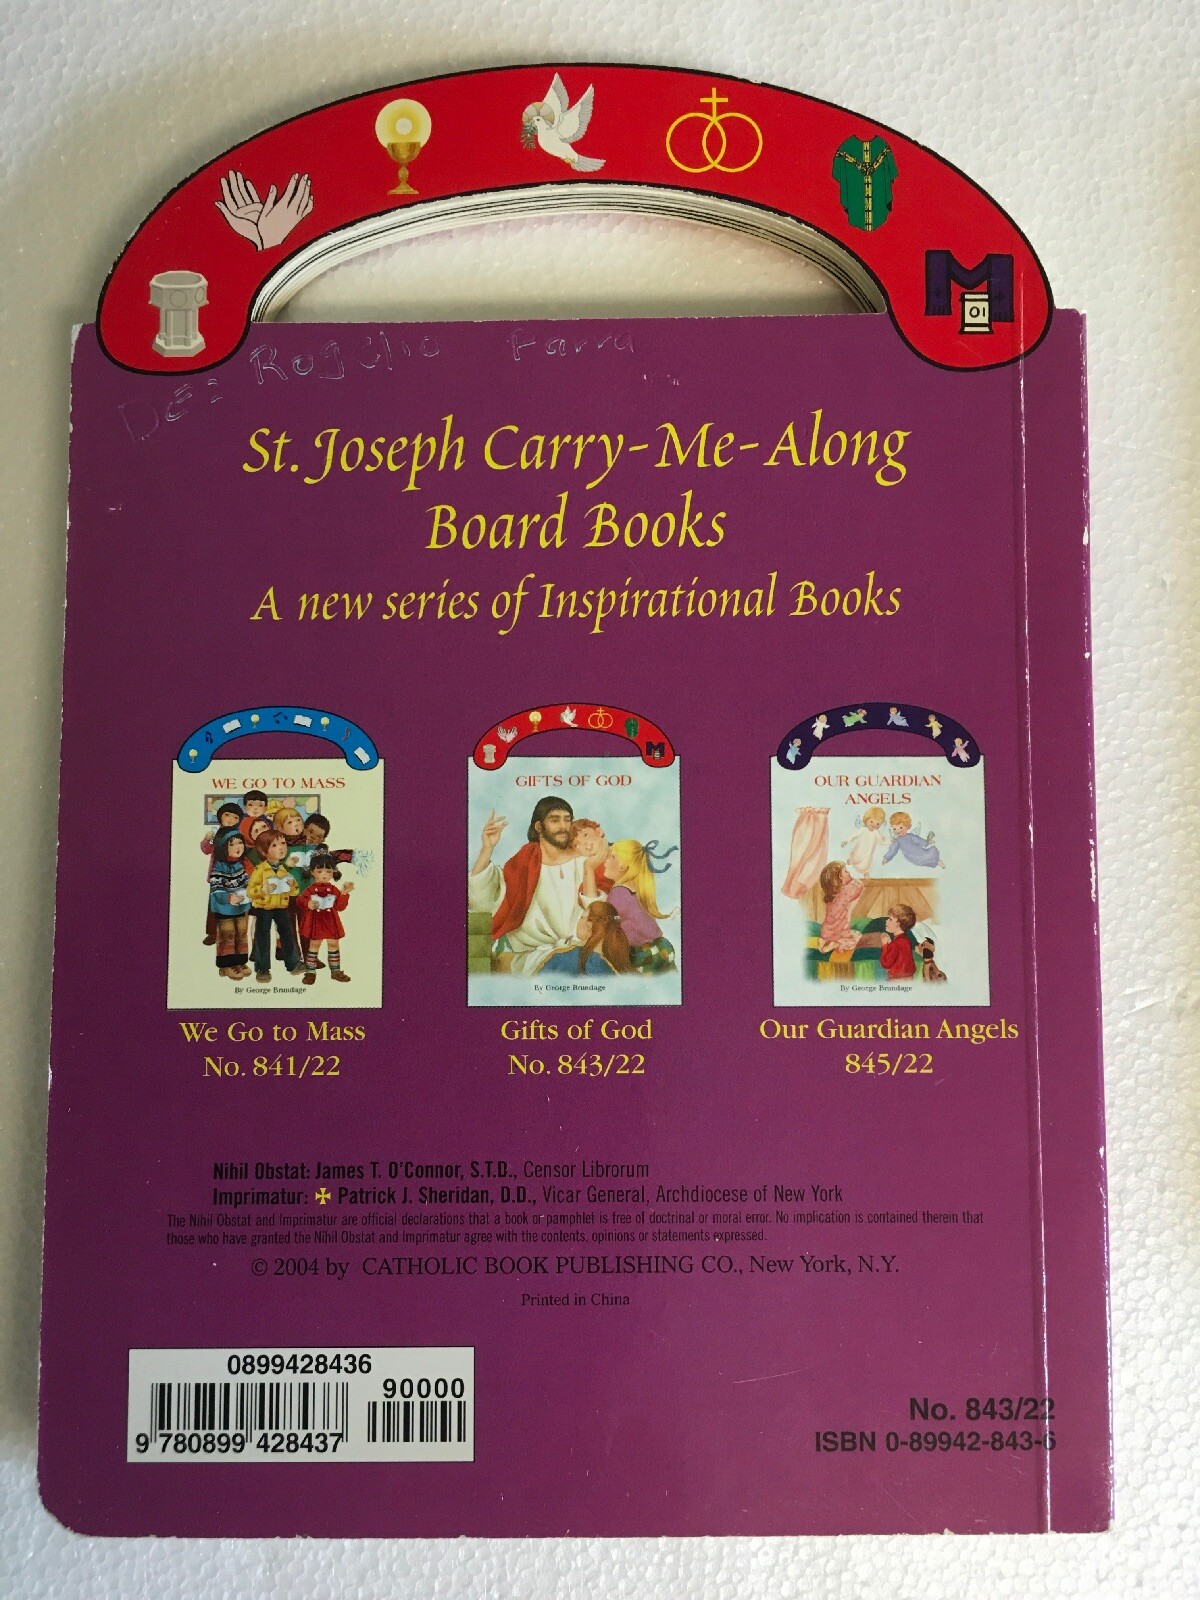 OI
De: Rogelio Farra
St. Joseph Carry-Me-Along
Board Books
A new series of Inspirational Books
WE GO TO MASS
By George Brundage
GIFTS OF GOD
By George Brundage
OUR GUARDIAN
ANGELS
By George Brundage
We Go to Mass
No. 841/22
Gifts of God
No. 843/22
Our Guardian Angels
845/22
Nihil Obstat: James T. O'Connor, S.T.D., Censor Librorum
Imprimatur: ✠ Patrick J. Sheridan, D.D., Vicar General, Archdiocese of New York
The Nihil Obstat and Imprimatur are official declarations that a book or pamphlet is free of doctrinal or moral error. No implication is contained therein that
those who have granted the Nihil Obstat and Imprimatur agree with the contents, opinions or statements expressed.
© 2004 by CATHOLIC BOOK PUBLISHING CO., New York, N.Y.
Printed in China
0899428436
90000
9 780899 428437
No. 843/22
ISBN 0-89942-843-6